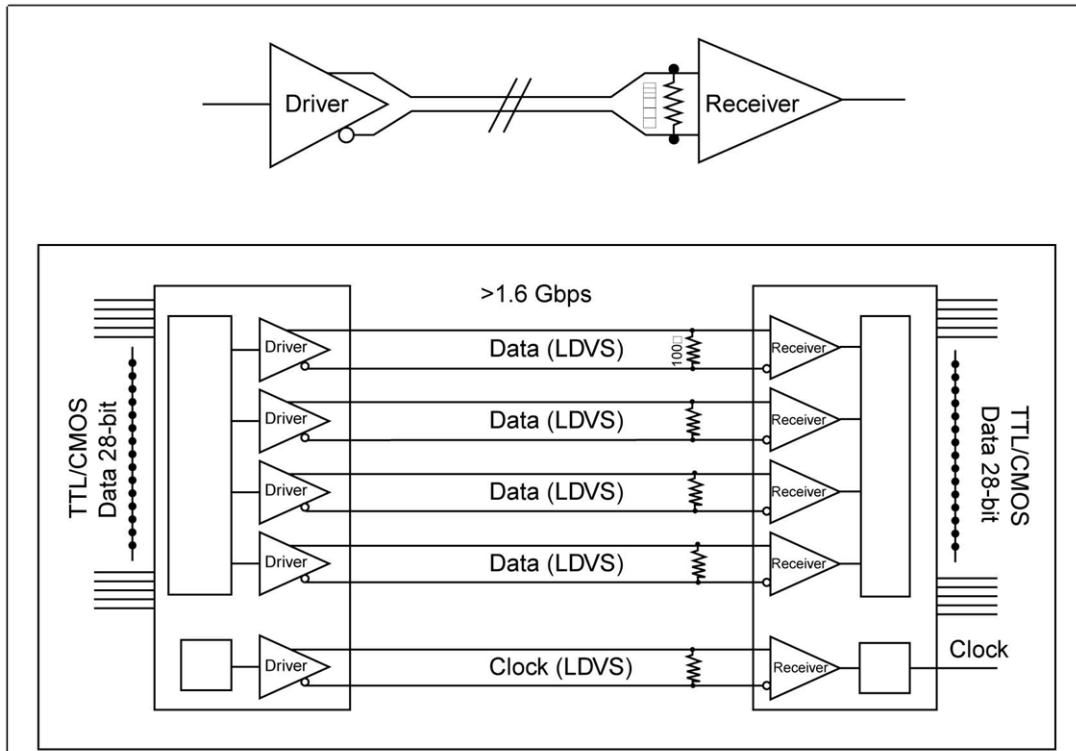 Driver
Receiver
>1.6 Gbps
TTL/CMOS
Data 28-bit
Driver
Data (LDVS)
100□
Receiver
Driver
Data (LDVS)
Receiver
Driver
Data (LDVS)
Receiver
Driver
Data (LDVS)
Receiver
TTL/CMOS
Data 28-bit
Driver
Clock (LDVS)
Receiver
Clock